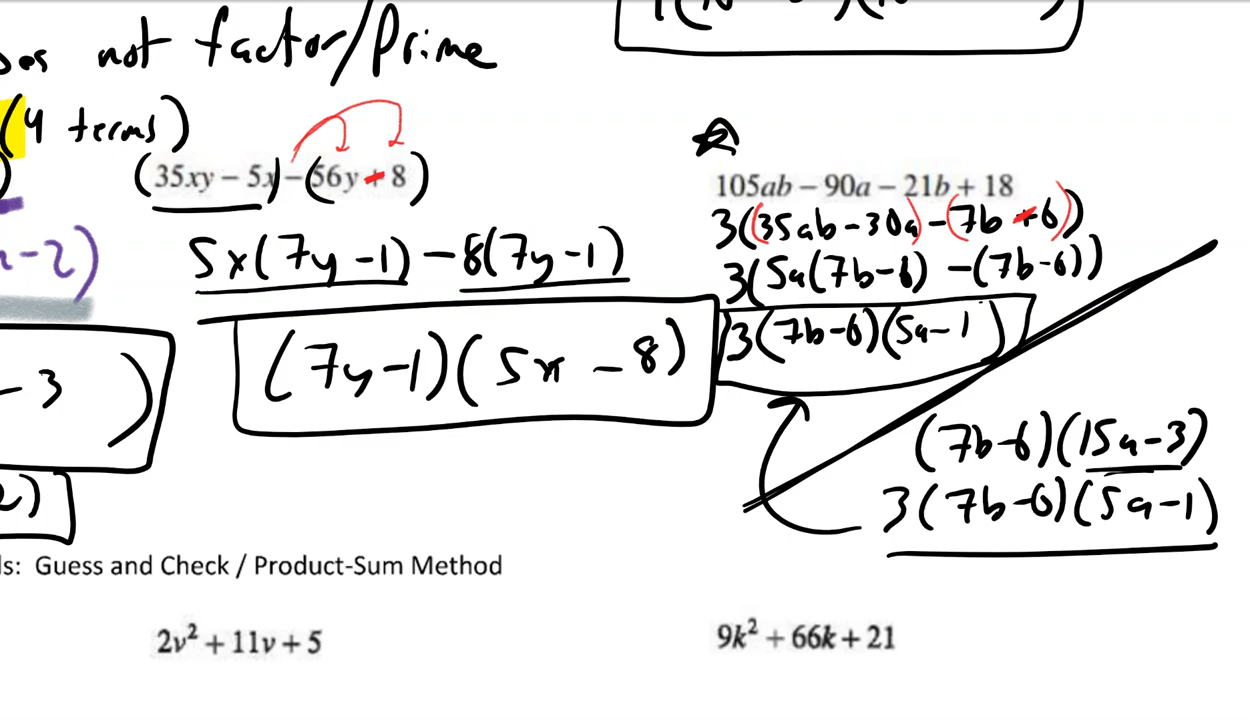 not factor/Prime
(4 terms)
(35xy − 5x) − (56y − 8)
5x(7y − 1) − 8(7y − 1)
(7y − 1)(5x − 8)
− 3 )
2)
105ab − 90a − 21b + 18
3((35ab − 30a) − (7b − 6))
3(5a(7b − 6) − (7b − 6))
3(7b − 6)(5a − 1)
(7b − 6)(15a − 3)
3(7b − 6)(5a − 1)
− 2)
s: Guess and Check / Product-Sum Method
2v² + 11v + 5
9k² + 66k + 21